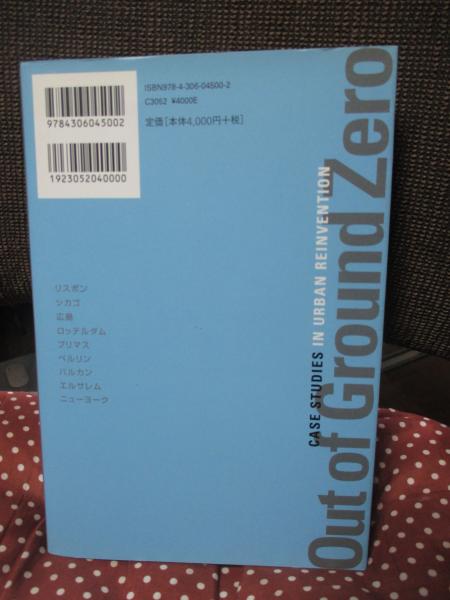 9784306045002
1923052040000
ISBN978-4-306-04500-2
C3052 ¥4000E
定価[本体4,000円+税]
リスボン
シカゴ
広島
ロッテルダム
プリマス
ベルリン
バルカン
エルサレム
ニューヨーク
CASE STUDIES IN URBAN REINVENTION
Out of Ground Zero